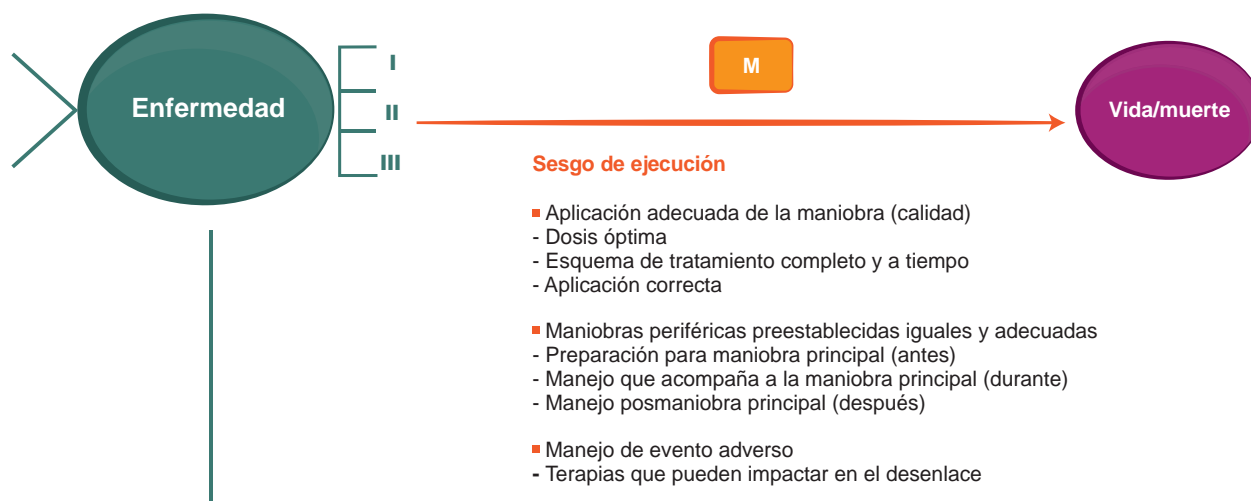 Enfermedad
I
II
III
M
Vida/muerte
Sesgo de ejecución
Aplicación adecuada de la maniobra (calidad)
- Dosis óptima
- Esquema de tratamiento completo y a tiempo
- Aplicación correcta
Maniobras periféricas preestablecidas iguales y adecuadas
- Preparación para maniobra principal (antes)
- Manejo que acompaña a la maniobra principal (durante)
- Manejo posmaniobra principal (después)
Manejo de evento adverso
- Terapias que pueden impactar en el desenlace